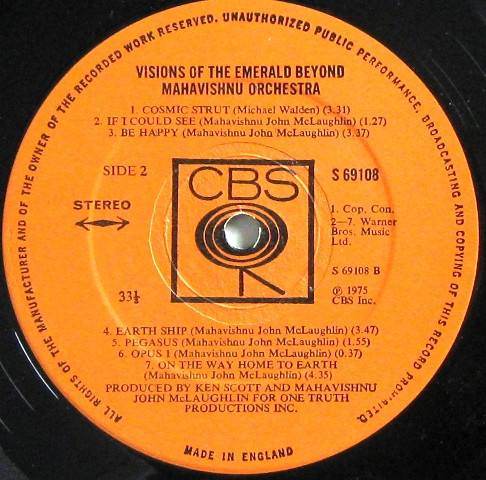 ALL RIGHTS OF THE MANUFACTURER AND OF THE OWNER OF THE RECORDED WORK RESERVED. UNAUTHORIZED PUBLIC PERFORMANCE, BROADCASTING AND COPYING OF THIS RECORD PROHIBITED.
VISIONS OF THE EMERALD BEYOND
MAHAVISHNU ORCHESTRA
1. COSMIC STRUT (Michael Walden) (3.31)
2. IF I COULD SEE (Mahavishnu John McLaughlin) (1.27)
3. BE HAPPY (Mahavishnu John McLaughlin) (3.37)
SIDE 2
CBS
S 69108
STEREO
1. Cop. Con.
2—7. Warner
Bros. Music
Ltd.
S 69108 B
33⅓
℗ 1975
CBS Inc.
4. EARTH SHIP (Mahavishnu John McLaughlin) (3.47)
5. PEGASUS (Mahavishnu John McLaughlin) (1.55)
6. OPUS 1 (Mahavishnu John McLaughlin) (0.37)
7. ON THE WAY HOME TO EARTH
(Mahavishnu John McLaughlin) (4.35)
PRODUCED BY KEN SCOTT AND MAHAVISHNU
JOHN McLAUGHLIN FOR ONE TRUTH
PRODUCTIONS INC.
MADE IN ENGLAND